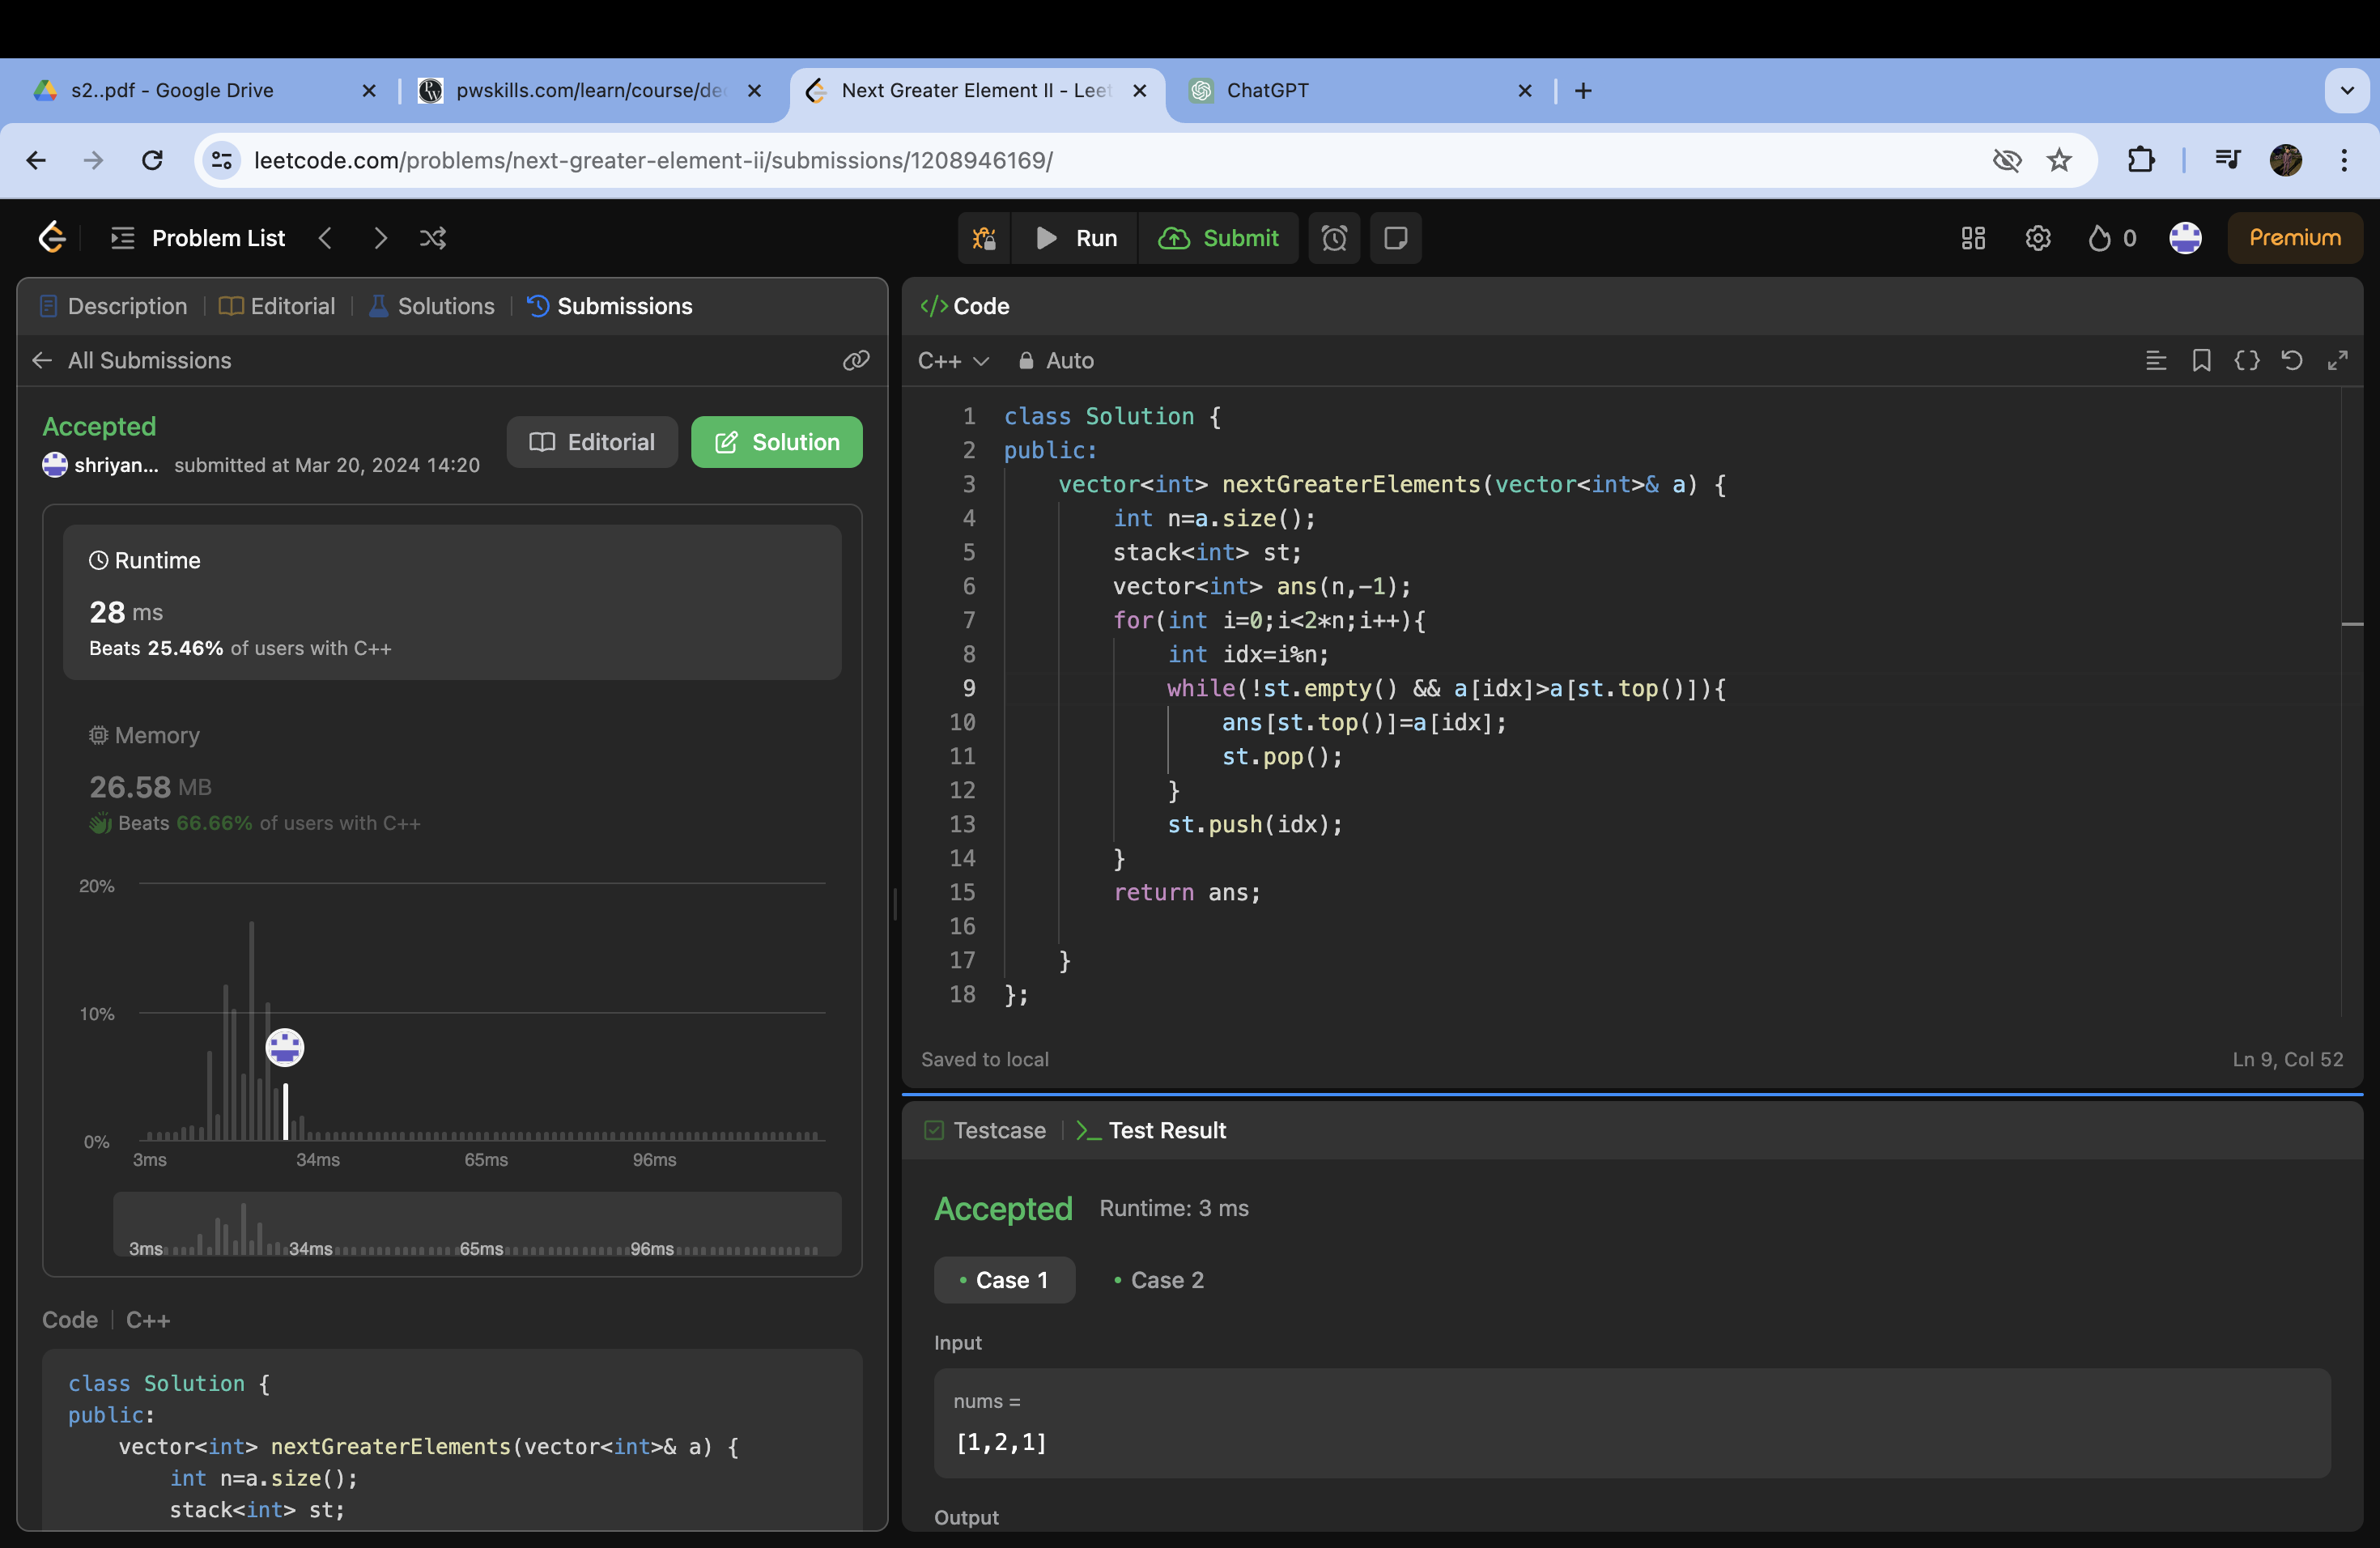 s2..pdf - Google Drive
pwskills.com/learn/course/de
Next Greater Element II - Leet
ChatGPT
leetcode.com/problems/next-greater-element-ii/submissions/1208946169/
Problem List
Run
Submit
0
Premium
Description
Editorial
Solutions
Submissions
All Submissions
Accepted
shriyan...
submitted at Mar 20, 2024 14:20
Editorial
Solution
Runtime
28 ms
Beats 25.46% of users with C++
Memory
26.58 MB
Beats 66.66% of users with C++
20%
10%
0%
3ms 34ms 65ms 96ms
3ms 34ms 65ms 96ms
Code | C++
class Solution {
public:
vector<int> nextGreaterElements(vector<int>& a) {
int n=a.size();
stack<int> st;
</> Code
C++
Auto
1 class Solution {
2 public:
3 vector<int> nextGreaterElements(vector<int>& a) {
4 int n=a.size();
5 stack<int> st;
6 vector<int> ans(n,-1);
7 for(int i=0;i<2*n;i++){
8 int idx=i%n;
9 while(!st.empty() && a[idx]>a[st.top()]){
10 ans[st.top()]=a[idx];
11 st.pop();
12 }
13 st.push(idx);
14 }
15 return ans;
16
17 }
18 };
Saved to local
Ln 9, Col 52
Testcase
Test Result
Accepted
Runtime: 3 ms
Case 1
Case 2
Input
nums =
[1,2,1]
Output